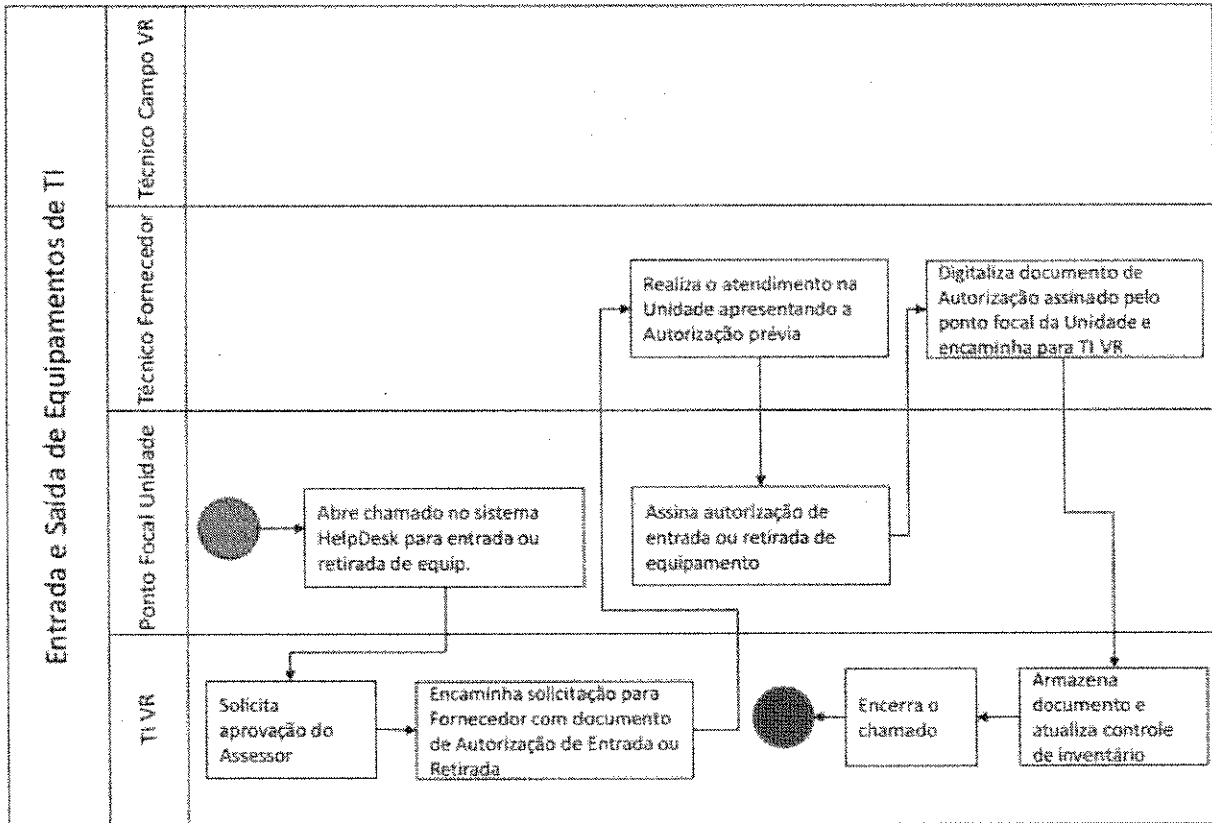 Entrada e Saída de Equipamentos de TI
Técnico Campo VR
Técnico Fornecedor
Realiza o atendimento na
Unidade apresentando a
Autorização prévia
Digitaliza documento de
Autorização assinado pelo
ponto focal da Unidade e
encaminha para TI VR
Ponto Focal Unidade
Abre chamado no sistema
HelpDesk para entrada ou
retirada de equip.
Assina autorização de
entrada ou retirada de
equipamento
TI VR
Solicita
aprovação do
Assessor
Encaminha solicitação para
Fornecedor com documento
de Autorização de Entrada ou
Retirada
Encerra o
chamado
Armazena
documento e
atualiza controle
de inventário